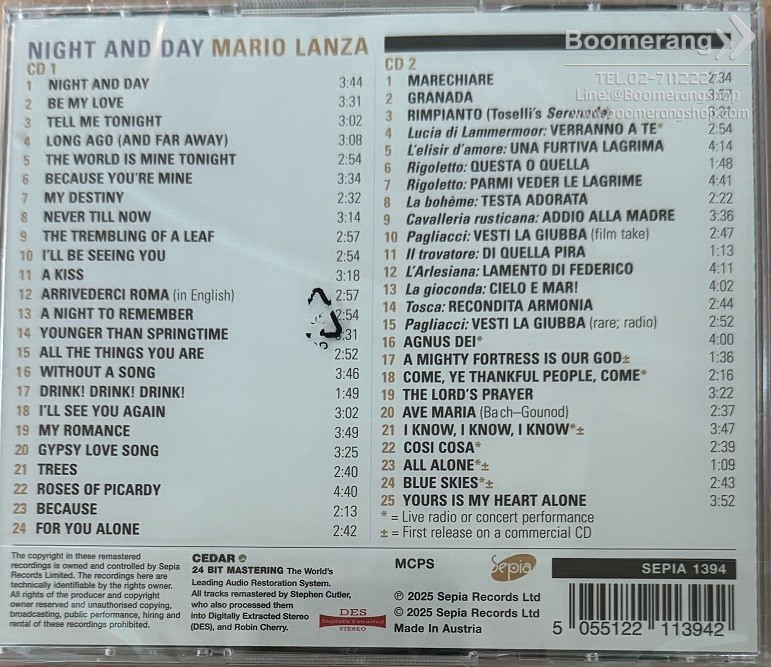 NIGHT AND DAY MARIO LANZA
CD 1
1 NIGHT AND DAY 3:44
2 BE MY LOVE 3:31
3 TELL ME TONIGHT 3:02
4 LONG AGO (AND FAR AWAY) 3:08
5 THE WORLD IS MINE TONIGHT 2:54
6 BECAUSE YOU'RE MINE 3:34
7 MY DESTINY 2:32
8 NEVER TILL NOW 3:14
9 THE TREMBLING OF A LEAF 2:57
10 I'LL BE SEEING YOU 2:54
11 A KISS 3:18
12 ARRIVEDERCI ROMA (in English) 2:57
13 A NIGHT TO REMEMBER 2:54
14 YOUNGER THAN SPRINGTIME 3:31
15 ALL THE THINGS YOU ARE 2:52
16 WITHOUT A SONG 3:46
17 DRINK! DRINK! DRINK! 1:49
18 I'LL SEE YOU AGAIN 3:02
19 MY ROMANCE 3:49
20 GYPSY LOVE SONG 3:25
21 TREES 2:40
22 ROSES OF PICARDY 4:40
23 BECAUSE 2:13
24 FOR YOU ALONE 2:42
Boomerang
TEL.02-711222
Line:@Boomerangshop
www.boomerangshop.com
CD 2
1 MARECHIARE 2:34
2 GRANADA
3 RIMPIANTO (Toselli's Serenade)
4 Lucia di Lammermoor: VERRANNO A TE* 2:54
5 L'elisir d'amore: UNA FURTIVA LAGRIMA 4:14
6 Rigoletto: QUESTA O QUELLA 1:48
7 Rigoletto: PARMI VEDER LE LAGRIME 4:41
8 La bohème: TESTA ADORATA 2:22
9 Cavalleria rusticana: ADDIO ALLA MADRE 3:36
10 Pagliacci: VESTI LA GIUBBA (film take) 2:47
11 Il trovatore: DI QUELLA PIRA 1:13
12 L'Arlesiana: LAMENTO DI FEDERICO 4:11
13 La gioconda: CIELO E MAR! 4:02
14 Tosca: RECONDITA ARMONIA 2:44
15 Pagliacci: VESTI LA GIUBBA (rare; radio) 2:52
16 AGNUS DEI* 4:00
17 A MIGHTY FORTRESS IS OUR GOD± 1:36
18 COME, YE THANKFUL PEOPLE, COME* 2:16
19 THE LORD'S PRAYER 3:22
20 AVE MARIA (Bach–Gounod) 2:37
21 I KNOW, I KNOW, I KNOW*± 3:47
22 COSI COSA* 2:39
23 ALL ALONE*± 1:09
24 BLUE SKIES*± 2:43
25 YOURS IS MY HEART ALONE 3:52
* = Live radio or concert performance
± = First release on a commercial CD
The copyright in these remastered
recordings is owned and controlled by Sepia
Records Limited. The recordings here are
technically identifiable by the rights owner.
All rights of the producer and copyright
owner reserved and unauthorised copying,
broadcasting, public performance, hiring and
rental of these recordings prohibited.
CEDAR
24 BIT MASTERING The World's
Leading Audio Restoration System.
All tracks remastered by Stephen Cutler,
who also processed them
into Digitally Extracted Stereo
(DES), and Robin Cherry.
DES
Digitally Extracted
STEREO
MCPS
Sepia
℗ 2025 Sepia Records Ltd
© 2025 Sepia Records Ltd
Made in Austria
SEPIA 1394
5 055122 113942